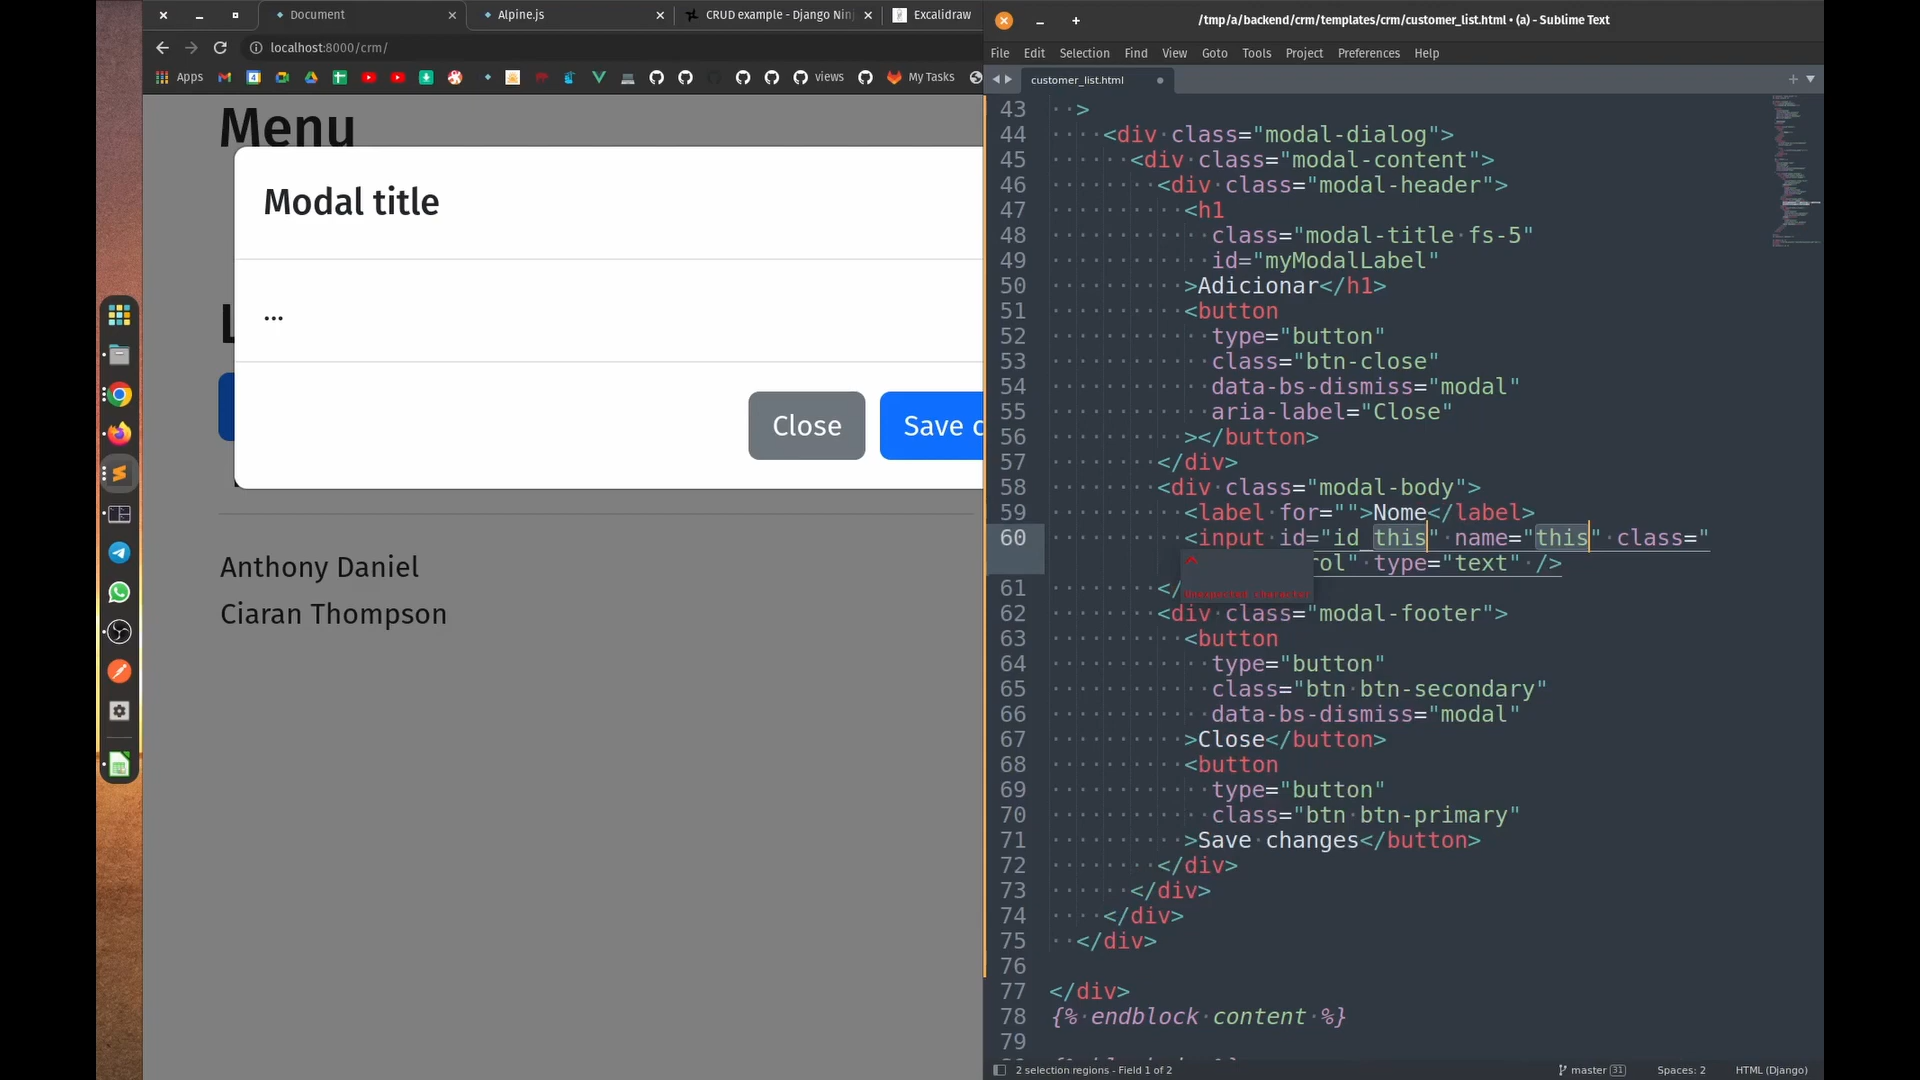 Document
Alpine.js
CRUD example - Django Nin
Excalidraw
localhost:8000/crm/
Apps
views
My Tasks
Menu
Modal title
...
Close
Save c
Anthony Daniel
Ciaran Thompson
/tmp/a/backend/crm/templates/crm/customer_list.html • (a) - Sublime Text
File Edit Selection Find View Goto Tools Project Preferences Help
customer_list.html
43 >
44 <div class="modal-dialog">
45 <div class="modal-content">
46 <div class="modal-header">
47 <h1
48 class="modal-title fs-5"
49 id="myModalLabel"
50 >Adicionar</h1>
51 <button
52 type="button"
53 class="btn-close"
54 data-bs-dismiss="modal"
55 aria-label="Close"
56 ></button>
57 </div>
58 <div class="modal-body">
59 <label for="">Nome</label>
60 <input id="id_this" name="this" class="
rol" type="text" />
Unexpected character
61 </
62 <div class="modal-footer">
63 <button
64 type="button"
65 class="btn btn-secondary"
66 data-bs-dismiss="modal"
67 >Close</button>
68 <button
69 type="button"
70 class="btn btn-primary"
71 >Save changes</button>
72 </div>
73 </div>
74 </div>
75 </div>
76
77 </div>
78 {% endblock content %}
79
2 selection regions - Field 1 of 2
master 31
Spaces: 2
HTML (Django)